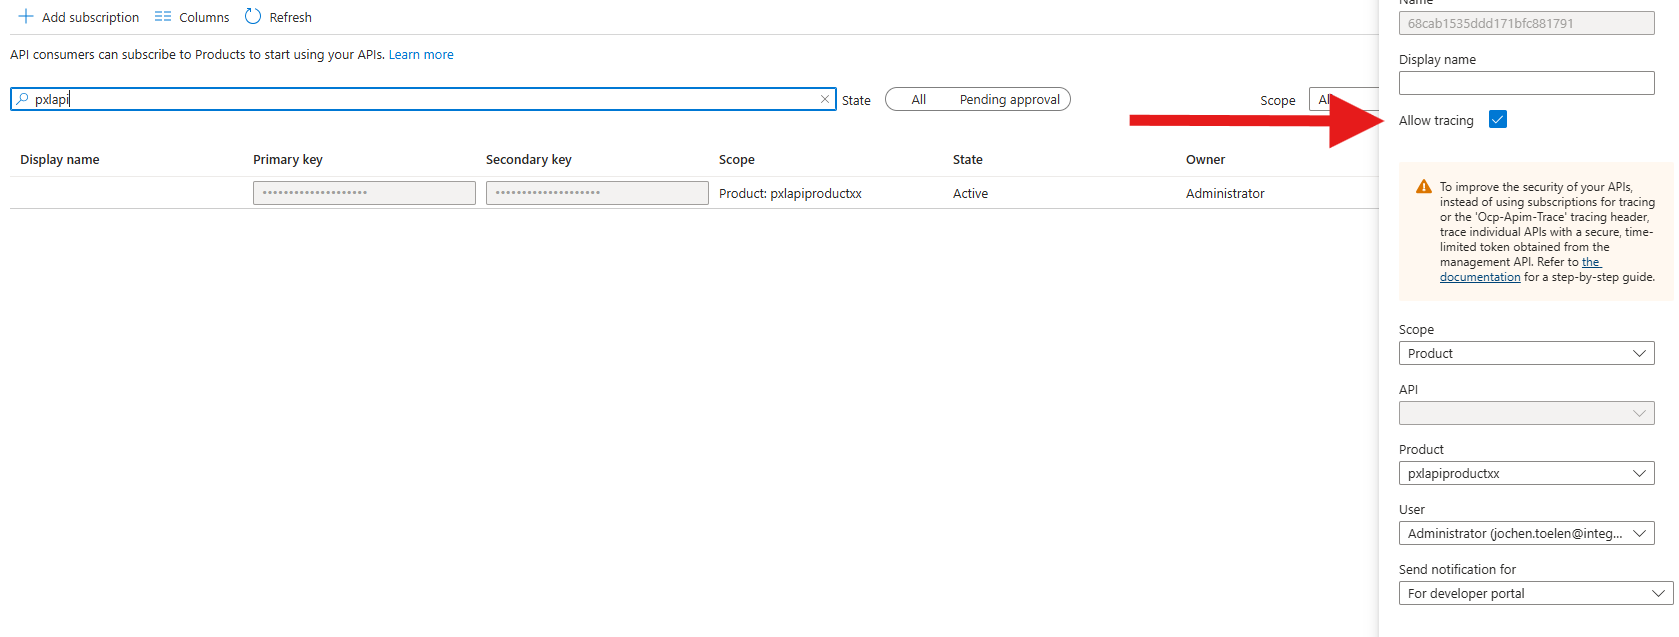 Add subscription Columns Refresh
API consumers can subscribe to Products to start using your APIs. Learn more
pxlapi State All Pending approval Scope
Display name Primary key Secondary key Scope State Owner
•••••••••••••••••••• •••••••••••••••••••• Product: pxlapiproductxx Active Administrator
Name
68cab1535ddd171bfc881791
Display name
Allow tracing
To improve the security of your APIs,
instead of using subscriptions for tracing
or the 'Ocp-Apim-Trace' tracing header,
trace individual APIs with a secure, time-
limited token obtained from the
management API. Refer to the
documentation for a step-by-step guide.
Scope
Product
API
Product
pxlapiproductxx
User
Administrator (jochen.toelen@integ...
Send notification for
For developer portal